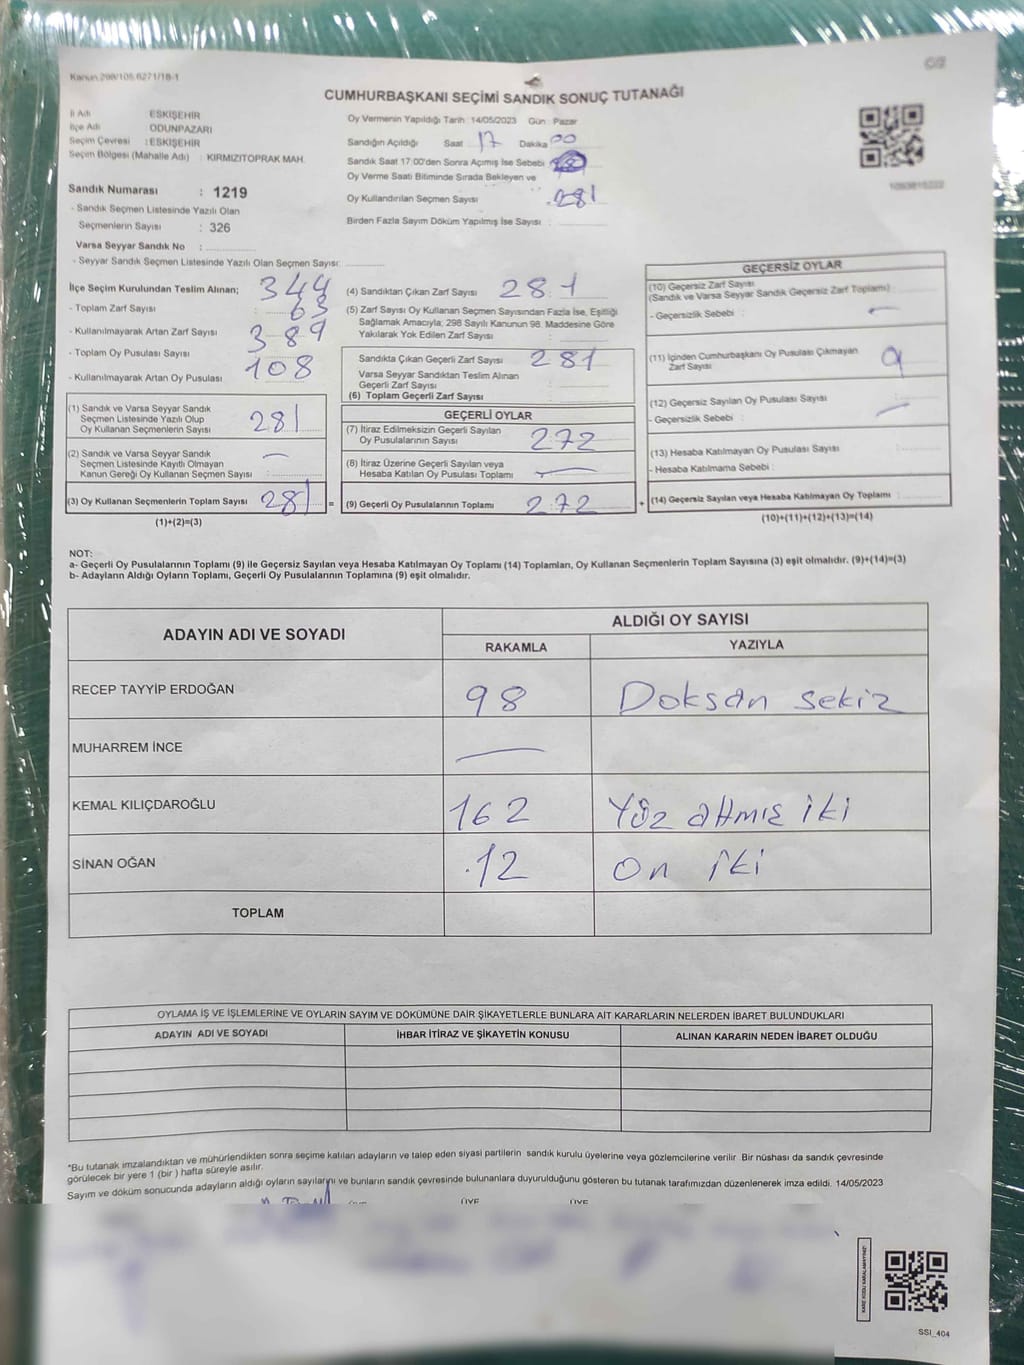 Kanun 298/105,6271/18-1
CUMHURBAŞKANI SEÇİMİ SANDIK SONUÇ TUTANAĞI
İl Adı ESKİŞEHİR
İlçe Adı ODUNPAZARI
Seçim Çevresi : ESKİŞEHİR
Seçim Bölgesi (Mahalle Adı) : KIRMIZITOPRAK MAH.
Sandık Numarası : 1219
- Sandık Seçmen Listesinde Yazılı Olan
Seçmenlerin Sayısı : 326
Varsa Seyyar Sandık No :
- Seyyar Sandık Seçmen Listesinde Yazılı Olan Seçmen Sayısı:
Oy Vermenin Yapıldığı Tarih :14/05/2023 Gün : Pazar
Sandığın Açıldığı Saat 17 Dakika 00
Sandık Saat 17:00'den Sonra Açımış İse Sebebi
Oy Verme Saati Bitiminde Sırada Bekleyen ve
Oy Kullandırılan Seçmen Sayısı 281
Birden Fazla Sayım Döküm Yapılmış İse Sayısı :
İlçe Seçim Kurulundan Teslim Alınan;
- Toplam Zarf Sayısı 344
- Kullanılmayarak Artan Zarf Sayısı 63
- Toplam Oy Pusulası Sayısı 389
- Kullanılmayarak Artan Oy Pusulası 108
(1) Sandık ve Varsa Seyyar Sandık
Seçmen Listesinde Yazılı Olup
Oy Kullanan Seçmenlerin Sayısı 281
(2) Sandık ve Varsa Seyyar Sandık
Seçmen Listesinde Kayıtlı Olmayan
Kanun Gereği Oy Kullanan Seçmen Sayısı : —
(3) Oy Kullanan Seçmenlerin Toplam Sayısı 281 =
(1)+(2)=(3)
(4) Sandıktan Çıkan Zarf Sayısı 281
(5) Zarf Sayısı Oy Kullanan Seçmen Sayısından Fazla İse, Eşitliği
Sağlamak Amacıyla; 298 Sayılı Kanunun 98. Maddesine Göre
Yakılarak Yok Edilen Zarf Sayısı :
Sandıkta Çıkan Geçerli Zarf Sayısı 281
Varsa Seyyar Sandıktan Teslim Alınan
Geçerli Zarf Sayısı
(6) Toplam Geçerli Zarf Sayısı
GEÇERLİ OYLAR
(7) İtiraz Edilmeksizin Geçerli Sayılan
Oy Pusulalarının Sayısı 272
(8) İtiraz Üzerine Geçerli Sayılan veya
Hesaba Katılan Oy Pusulası Toplamı —
(9) Geçerli Oy Pusulalarının Toplamı 272 +
GEÇERSİZ OYLAR
(10) Geçersiz Zarf Sayısı
(Sandık ve Varsa Seyyar Sandık Geçersiz Zarf Toplamı) :
- Geçersizlik Sebebi : —
(11) İçinden Cumhurbaşkanı Oy Pusulası Çıkmayan
Zarf Sayısı 9
(12) Geçersiz Sayılan Oy Pusulası Sayısı
- Geçersizlik Sebebi : —
(13) Hesaba Katılmayan Oy Pusulası Sayısı
- Hesaba Katılmama Sebebi :
(14) Geçersiz Sayılan veya Hesaba Katılmayan Oy Toplamı :
(10)+(11)+(12)+(13)=(14)
NOT:
a- Geçerli Oy Pusulalarının Toplamı (9) ile Geçersiz Sayılan veya Hesaba Katılmayan Oy Toplamı (14) Toplamları, Oy Kullanan Seçmenlerin Toplam Sayısına (3) eşit olmalıdır. (9)+(14)=(3)
b- Adayların Aldığı Oyların Toplamı, Geçerli Oy Pusulalarının Toplamına (9) eşit olmalıdır.
ADAYIN ADI VE SOYADI ALDIĞI OY SAYISI
RAKAMLA YAZIYLA
RECEP TAYYİP ERDOĞAN 98 Doksan sekiz
MUHARREM İNCE —
KEMAL KILIÇDAROĞLU 162 Yüz altmış iki
SİNAN OĞAN 12 On iki
TOPLAM
OYLAMA İŞ VE İŞLEMLERİNE VE OYLARIN SAYIM VE DÖKÜMÜNE DAİR ŞİKAYETLERLE BUNLARA AİT KARARLARIN NELERDEN İBARET BULUNDUKLARI
ADAYIN ADI VE SOYADI İHBAR İTİRAZ VE ŞİKAYETİN KONUSU ALINAN KARARIN NEDEN İBARET OLDUĞU
*Bu tutanak imzalandıktan ve mühürlendikten sonra seçime katılan adayların ve talep eden siyasi partilerin sandık kurulu üyelerine veya gözlemcilerine verilir .Bir nüshası da sandık çevresinde
görülecek bir yere 1 (bir ) hafta süreyle asılır.
Sayım ve döküm sonucunda adayların aldığı oyların sayılarını ve bunların sandık çevresinde bulunanlara duyurulduğunu gösteren bu tutanak tarafımızdan düzenlenerek imza edildi. 14/05/2023
ÜYE ÜYE
KARE KODU KARALAMAYINIZ!
SSI_404